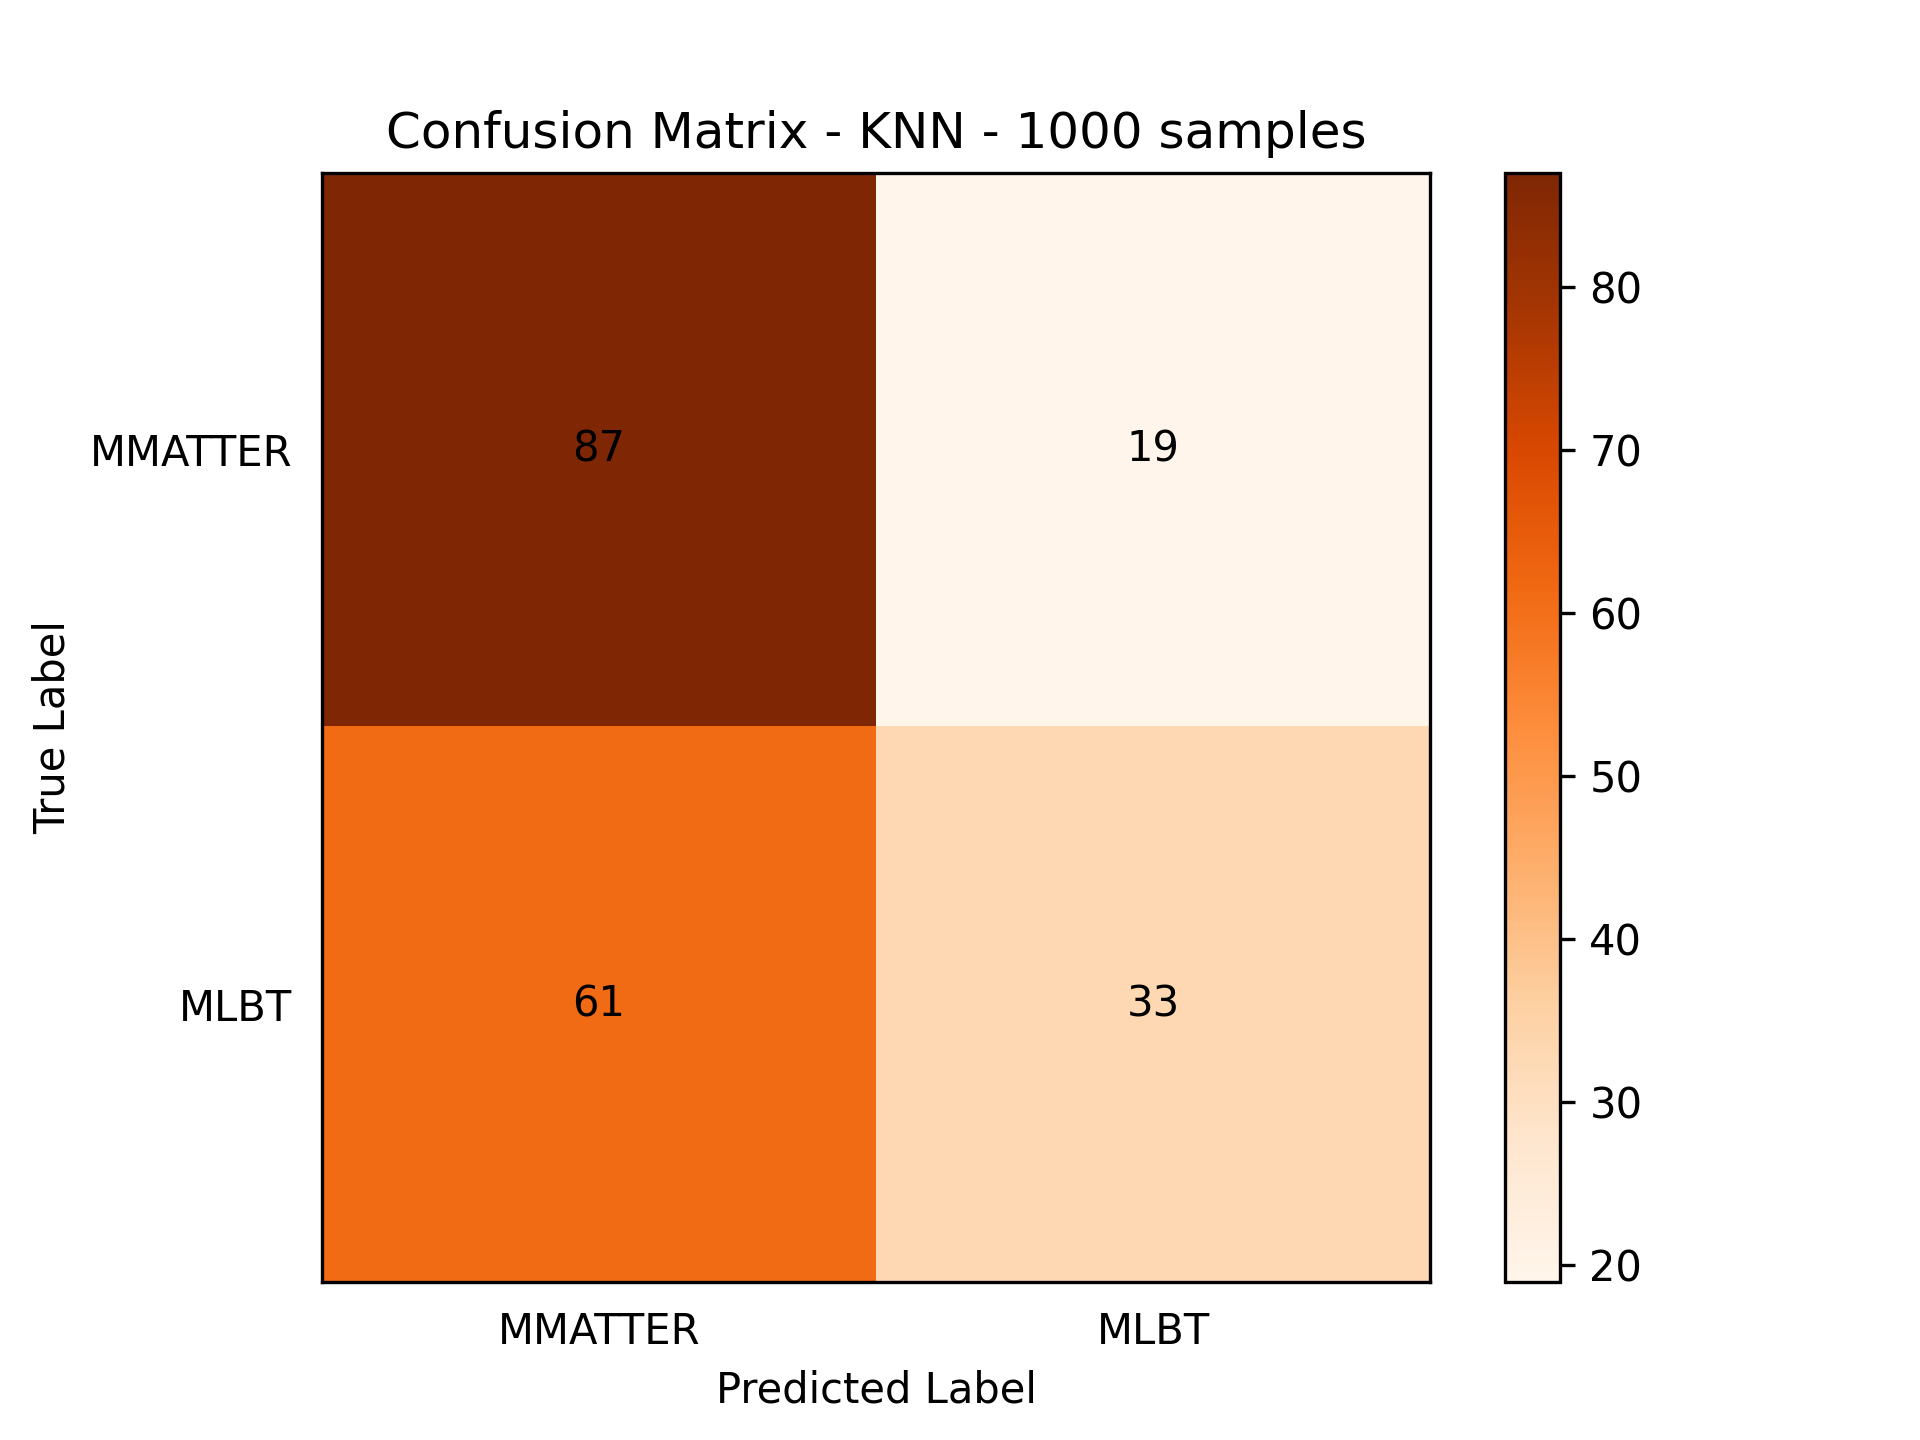 Confusion Matrix - KNN - 1000 samples
True Label
MMATTER
87
19
MLBT
61
33
MMATTER
MLBT
Predicted Label
80
70
60
50
40
30
20